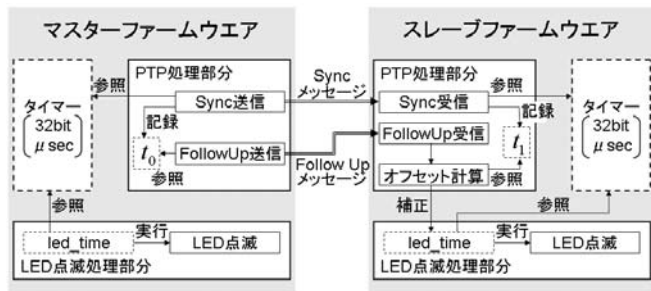 マスターファームウエア
PTP処理部分
参照
タイマー
32bit
μsec
Sync送信
記録
t0
FollowUp送信
参照
参照
led_time
実行
LED点滅
LED点滅処理部分
Sync
メッセージ
Follow Up
メッセージ
スレーブファームウエア
PTP処理部分
参照
Sync受信
記録
FollowUp受信
t1
オフセット計算
参照
タイマー
32bit
μsec
補正
参照
led_time
実行
LED点滅
LED点滅処理部分